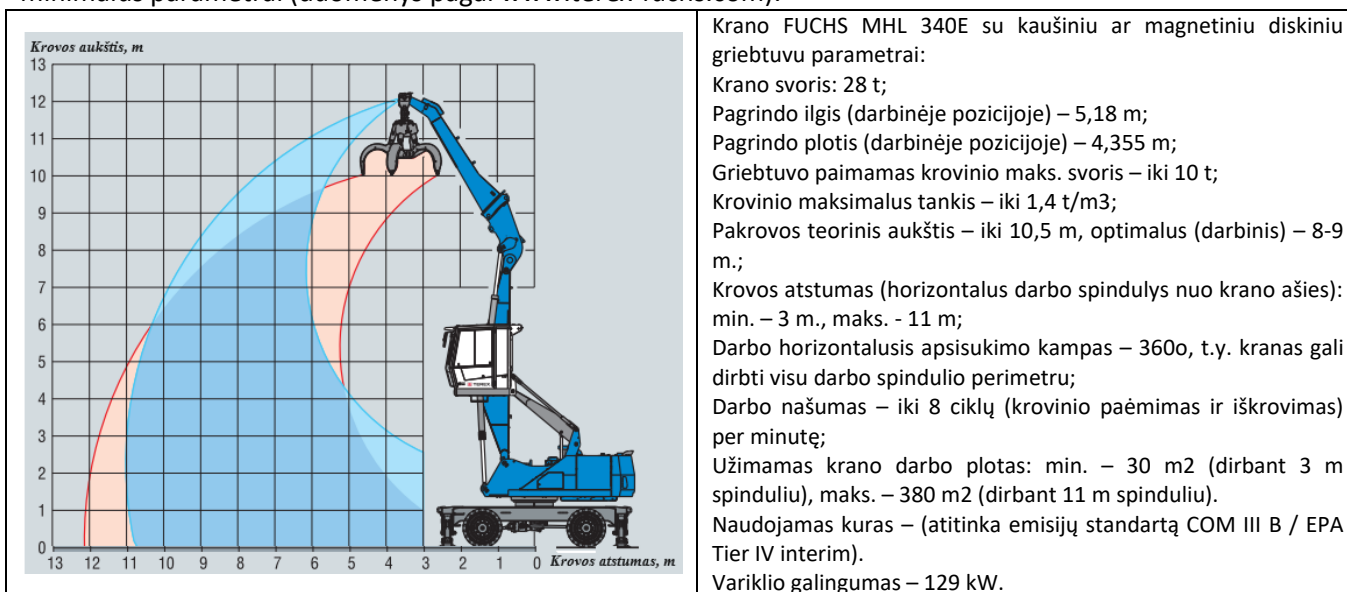 minimalūs parametrai (duomenys pagal www.terex-fuchs.com):
Krovos aukštis, m
13
12
11
10
9
8
7
6
5
4
3
2
1
0
13 12 11 10 9 8 7 6 5 4 3 2 1 0 Krovos atstumas, m
TEREX
Krano FUCHS MHL 340E su kaušiniu ar magnetiniu diskiniu
griebtuvu parametrai:
Krano svoris: 28 t;
Pagrindo ilgis (darbinėje pozicijoje) – 5,18 m;
Pagrindo plotis (darbinėje pozicijoje) – 4,355 m;
Griebtuvo paimamas krovinio maks. svoris – iki 10 t;
Krovinio maksimalus tankis – iki 1,4 t/m3;
Pakrovos teorinis aukštis – iki 10,5 m, optimalus (darbinis) – 8-9
m.;
Krovos atstumas (horizontalus darbo spindulys nuo krano ašies):
min. – 3 m., maks. - 11 m;
Darbo horizontalusis apsisukimo kampas – 360o, t.y. kranas gali
dirbti visu darbo spindulio perimetru;
Darbo našumas – iki 8 ciklų (krovinio paėmimas ir iškrovimas)
per minutę;
Užimamas krano darbo plotas: min. – 30 m2 (dirbant 3 m
spinduliu), maks. – 380 m2 (dirbant 11 m spinduliu).
Naudojamas kuras – (atitinka emisijų standartą COM III B / EPA
Tier IV interim).
Variklio galingumas – 129 kW.